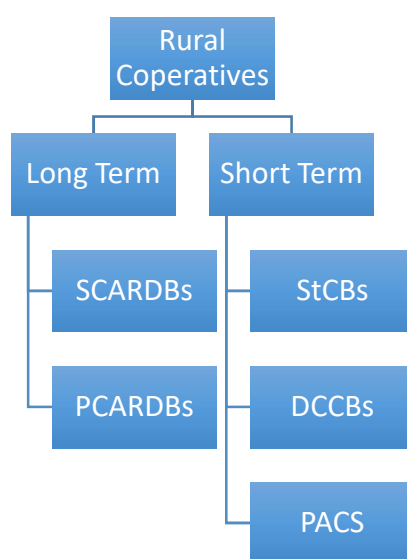 Rural
Coperatives
Long Term
Short Term
SCARDBs
StCBs
PCARDBs
DCCBs
PACS